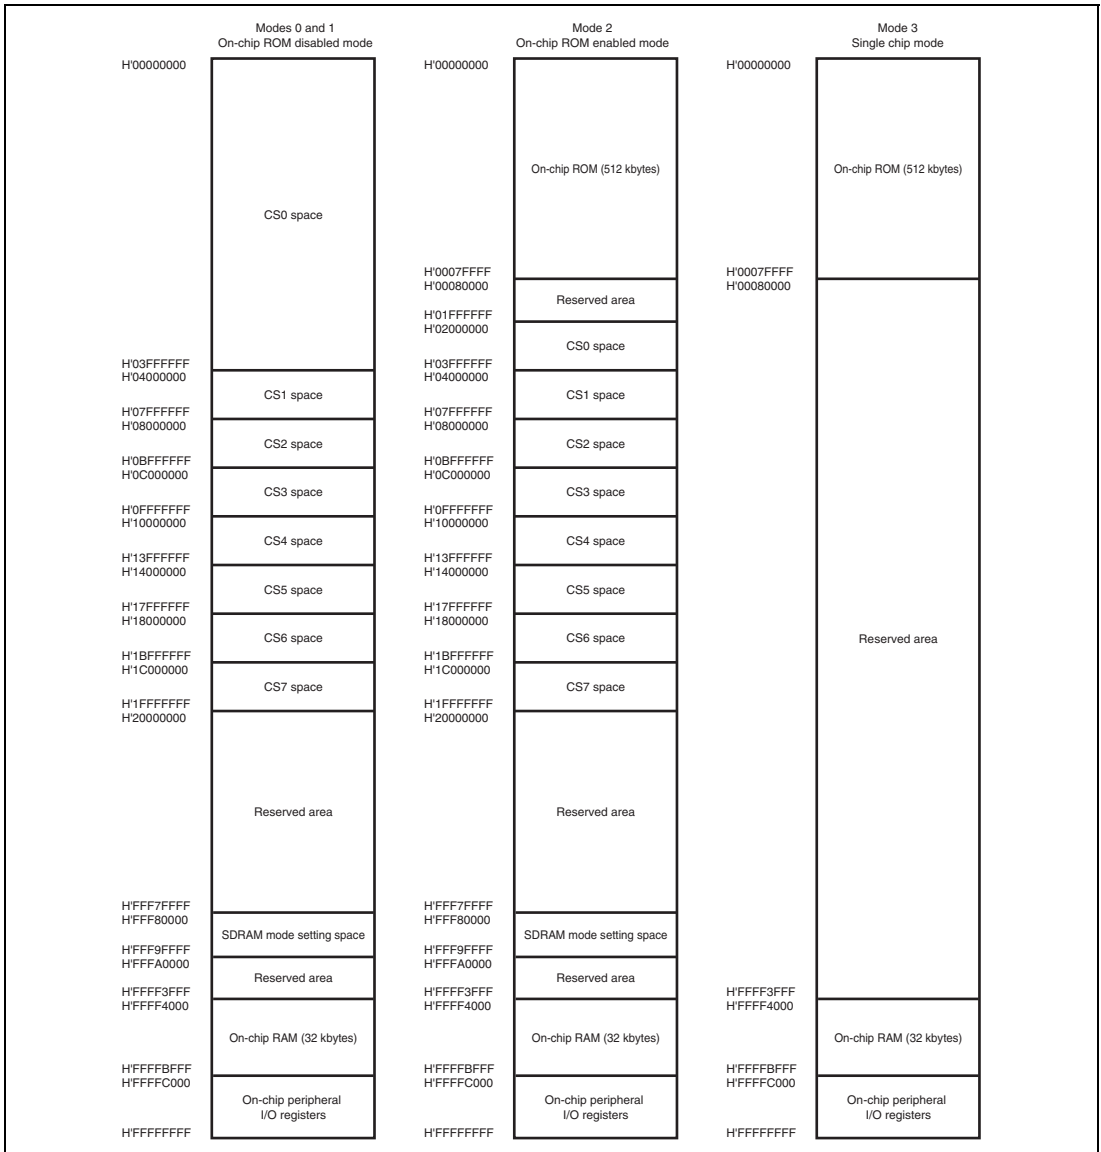 Modes 0 and 1
On-chip ROM disabled mode
H'00000000
CS0 space
H'03FFFFFF
H'04000000
CS1 space
H'07FFFFFF
H'08000000
CS2 space
H'0BFFFFFF
H'0C000000
CS3 space
H'0FFFFFFF
H'10000000
CS4 space
H'13FFFFFF
H'14000000
CS5 space
H'17FFFFFF
H'18000000
CS6 space
H'1BFFFFFF
H'1C000000
CS7 space
H'1FFFFFFF
H'20000000
Reserved area
H'FFF7FFFF
H'FFF80000
SDRAM mode setting space
H'FFF9FFFF
H'FFFA0000
Reserved area
H'FFFF3FFF
H'FFFF4000
On-chip RAM (32 kbytes)
H'FFFFBFFF
H'FFFFC000
On-chip peripheral
I/O registers
H'FFFFFFFF
Mode 2
On-chip ROM enabled mode
H'00000000
On-chip ROM (512 kbytes)
H'0007FFFF
H'00080000
Reserved area
H'01FFFFFF
H'02000000
CS0 space
H'03FFFFFF
H'04000000
CS1 space
H'07FFFFFF
H'08000000
CS2 space
H'0BFFFFFF
H'0C000000
CS3 space
H'0FFFFFFF
H'10000000
CS4 space
H'13FFFFFF
H'14000000
CS5 space
H'17FFFFFF
H'18000000
CS6 space
H'1BFFFFFF
H'1C000000
CS7 space
H'1FFFFFFF
H'20000000
Reserved area
H'FFF7FFFF
H'FFF80000
SDRAM mode setting space
H'FFF9FFFF
H'FFFA0000
Reserved area
H'FFFF3FFF
H'FFFF4000
On-chip RAM (32 kbytes)
H'FFFFBFFF
H'FFFFC000
On-chip peripheral
I/O registers
H'FFFFFFFF
Mode 3
Single chip mode
H'00000000
On-chip ROM (512 kbytes)
H'0007FFFF
H'00080000
Reserved area
H'FFFF3FFF
H'FFFF4000
On-chip RAM (32 kbytes)
H'FFFFBFFF
H'FFFFC000
On-chip peripheral
I/O registers
H'FFFFFFFF